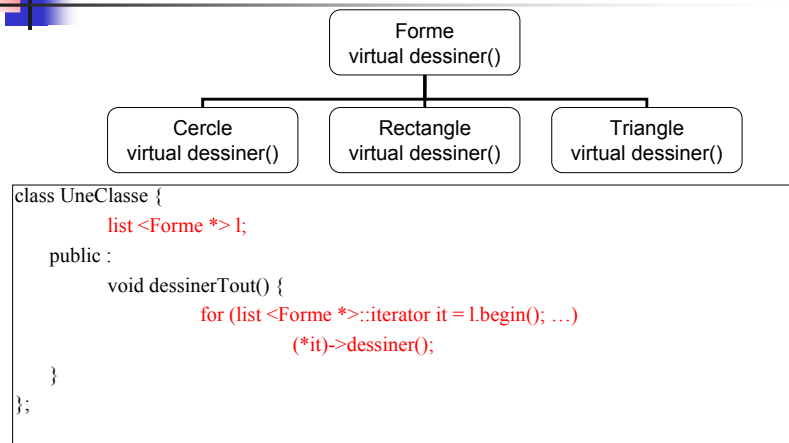 Forme
virtual dessiner()
Cercle
virtual dessiner()
Rectangle
virtual dessiner()
Triangle
virtual dessiner()
class UneClasse {
list <Forme *> l;
public :
void dessinerTout() {
for (list <Forme *>::iterator it = l.begin(); …)
(*it)->dessiner();
}
};